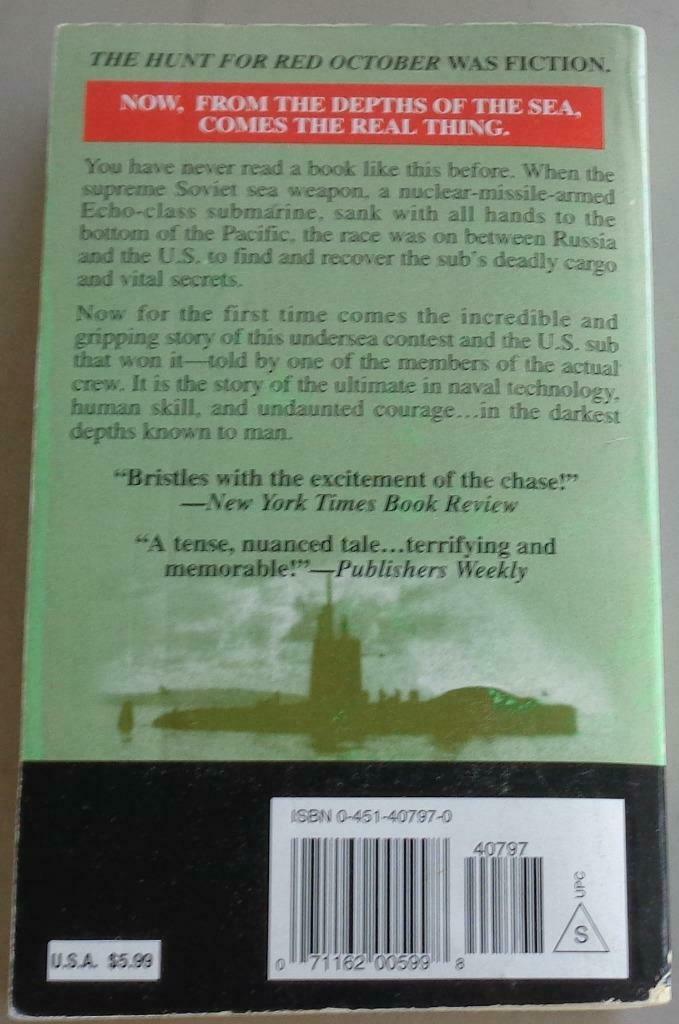 THE HUNT FOR RED OCTOBER WAS FICTION.
NOW, FROM THE DEPTHS OF THE SEA,
COMES THE REAL THING.
You have never read a book like this before. When the
supreme Soviet sea weapon, a nuclear-missile-armed
Echo-class submarine, sank with all hands to the
bottom of the Pacific, the race was on between Russia
and the U.S. to find and recover the sub's deadly cargo
and vital secrets.
Now for the first time comes the incredible and
gripping story of this undersea contest and the U.S. sub
that won it—told by one of the members of the actual
crew. It is the story of the ultimate in naval technology,
human skill, and undaunted courage...in the darkest
depths known to man.
"Bristles with the excitement of the chase!"
—New York Times Book Review
"A tense, nuanced tale...terrifying and
memorable!"—Publishers Weekly
ISBN 0-451-40797-0
40797
UPC
S
0 71162 00599 8
U.S.A. $5.99